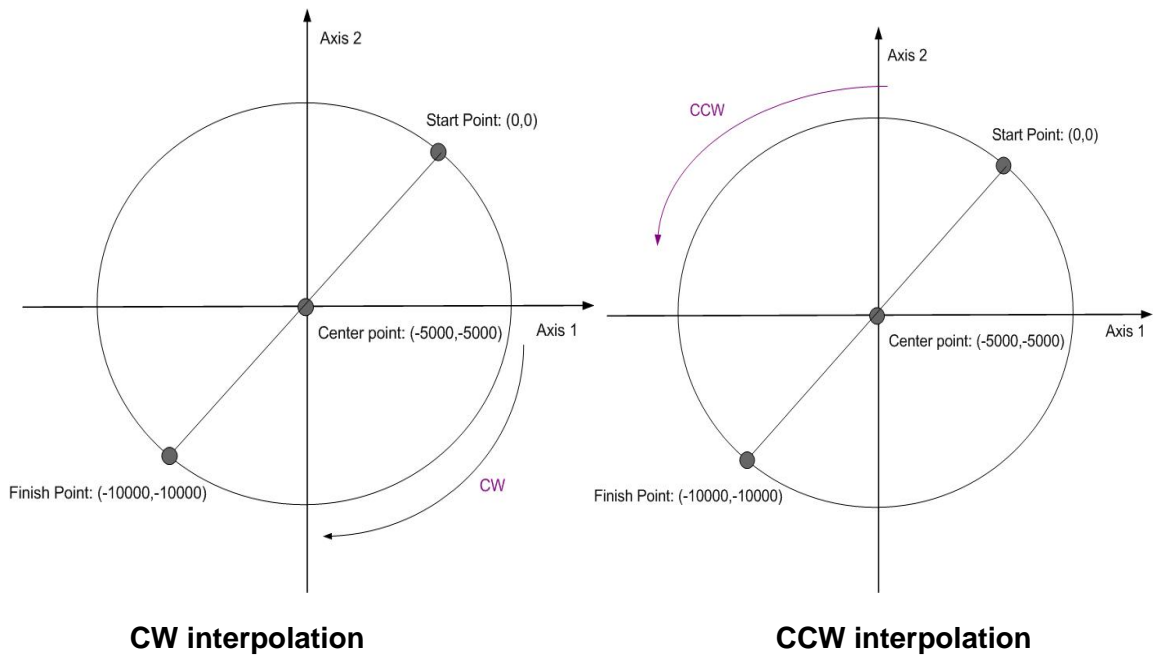 Axis 2
Start Point: (0,0)
Center point: (-5000,-5000)
Axis 1
CW
Finish Point: (-10000,-10000)
CW interpolation
Axis 2
CCW
Start Point: (0,0)
Center point: (-5000,-5000)
Axis 1
Finish Point: (-10000,-10000)
CCW interpolation